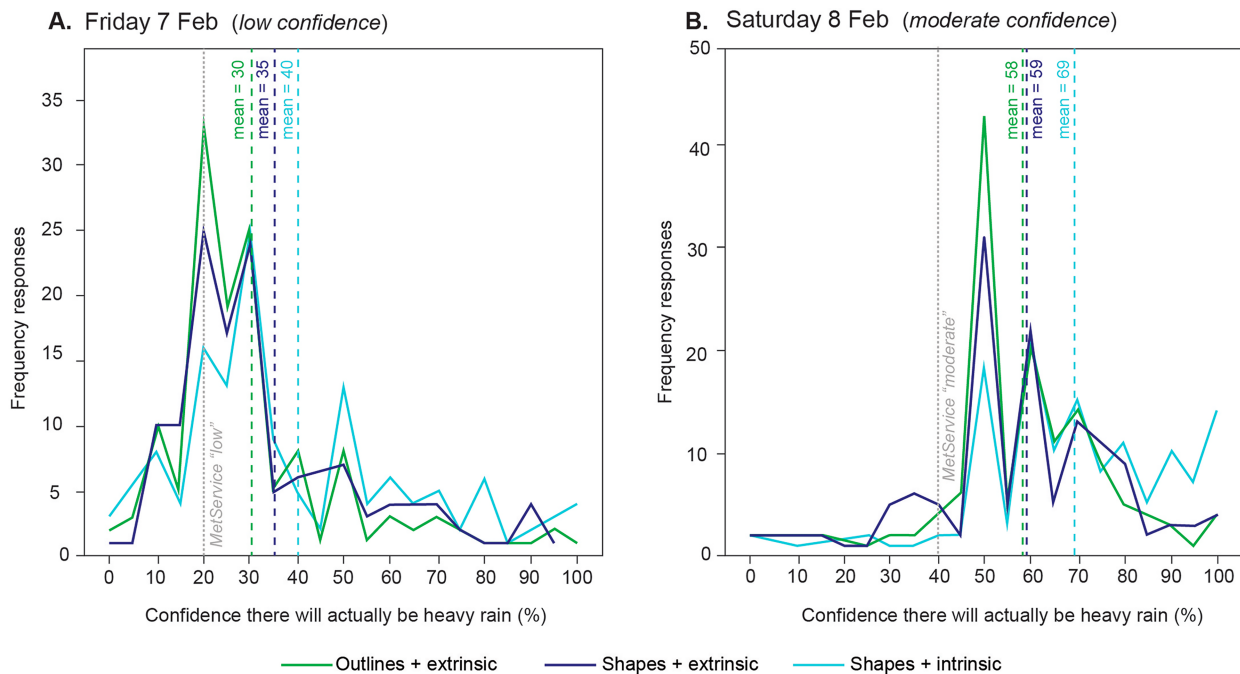 A. Friday 7 Feb (low confidence)
B. Saturday 8 Feb (moderate confidence)
Frequency responses
35
30
25
20
15
10
5
0
mean = 30
mean = 35
mean = 40
MetService “low”
0 10 20 30 40 50 60 70 80 90 100
Confidence there will actually be heavy rain (%)
Frequency responses
50
40
30
20
10
0
mean = 58
mean = 59
mean = 69
MetService “moderate”
0 10 20 30 40 50 60 70 80 90 100
Confidence there will actually be heavy rain (%)
Outlines + extrinsic Shapes + extrinsic Shapes + intrinsic